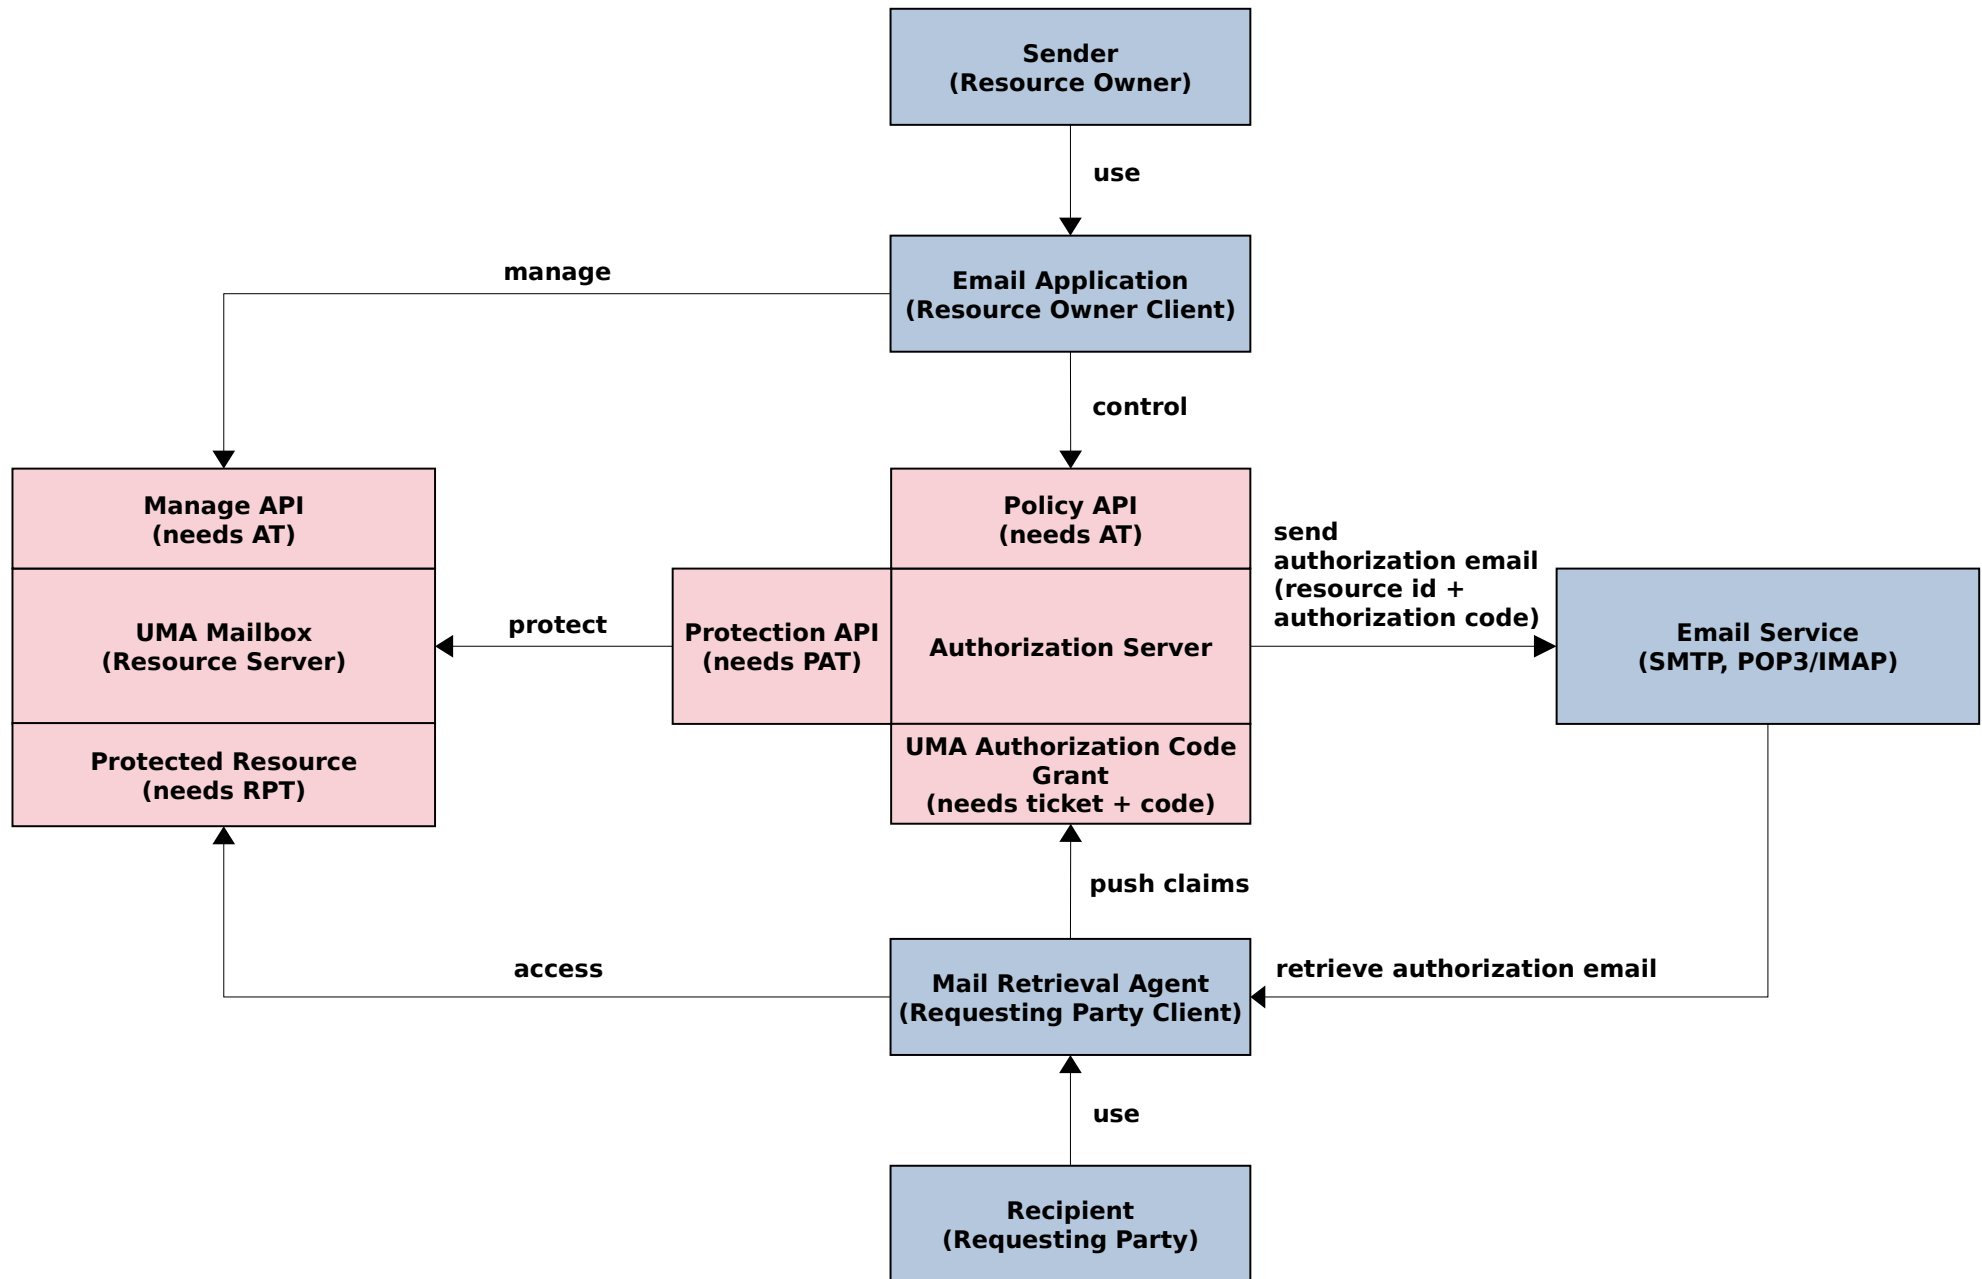 Sender
(Resource Owner)
use
manage
Email Application
(Resource Owner Client)
control
Manage API
(needs AT)
Policy API
(needs AT)
send
authorization email
(resource id +
authorization code)
UMA Mailbox
(Resource Server)
protect
Protection API
(needs PAT)
Authorization Server
Email Service
(SMTP, POP3/IMAP)
Protected Resource
(needs RPT)
UMA Authorization Code
Grant
(needs ticket + code)
push claims
access
Mail Retrieval Agent
(Requesting Party Client)
retrieve authorization email
use
Recipient
(Requesting Party)